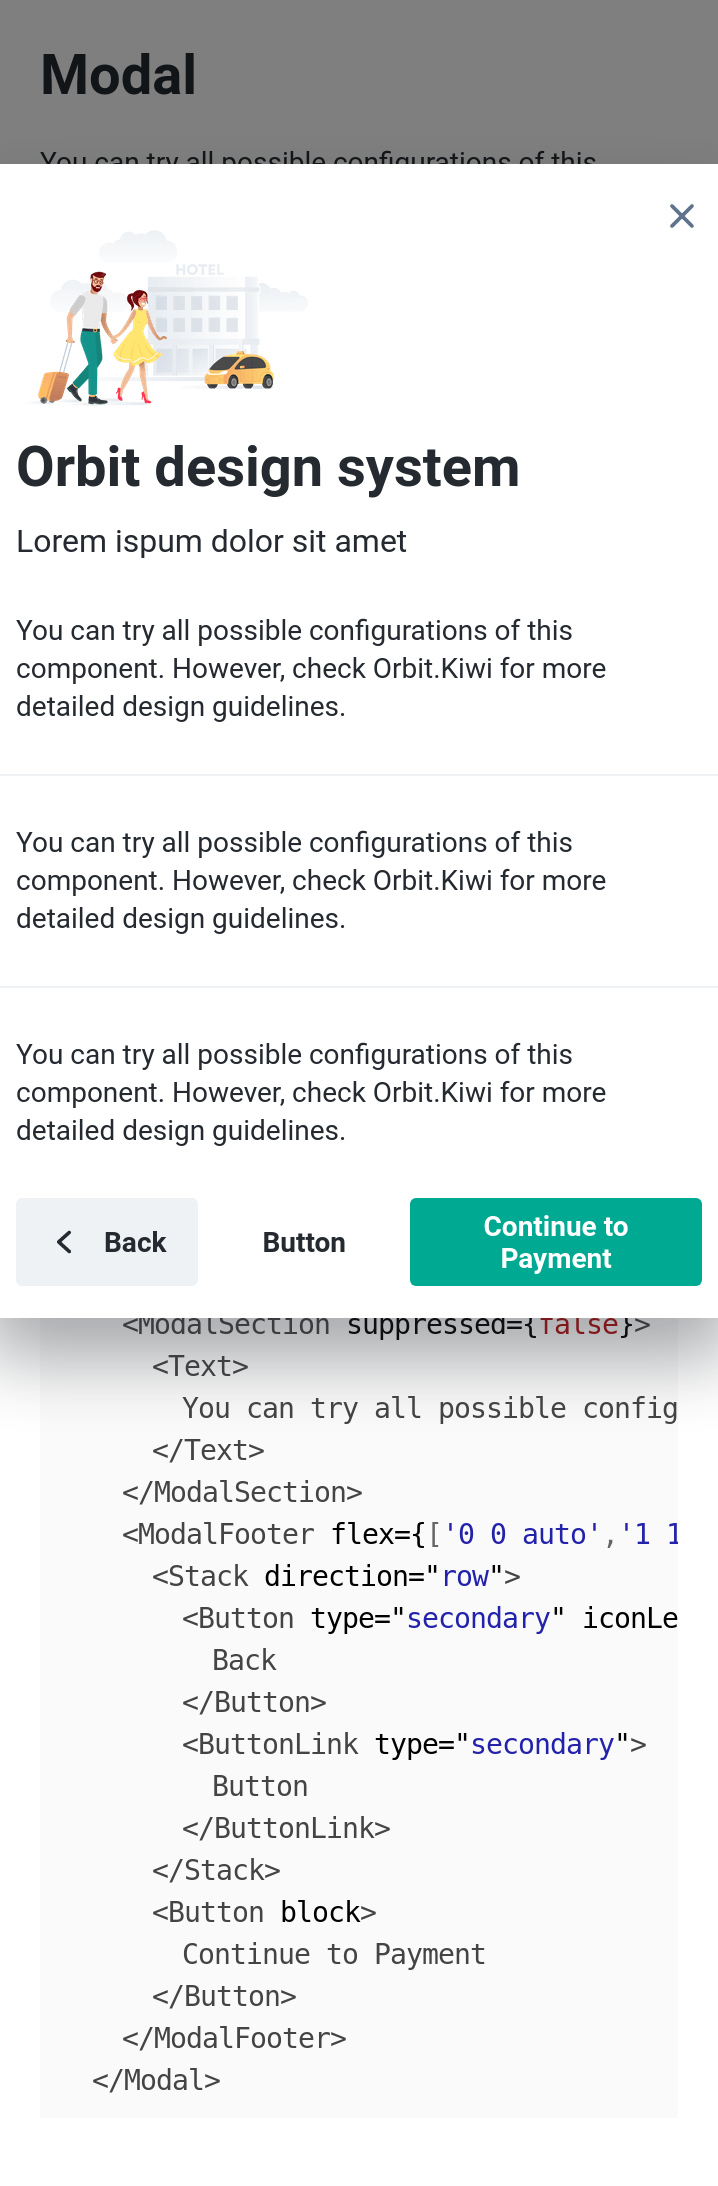 Modal
You can try all possible configurations of this
HOTEL
Orbit design system
Lorem ispum dolor sit amet
You can try all possible configurations of this
component. However, check Orbit.Kiwi for more
detailed design guidelines.
You can try all possible configurations of this
component. However, check Orbit.Kiwi for more
detailed design guidelines.
You can try all possible configurations of this
component. However, check Orbit.Kiwi for more
detailed design guidelines.
Back
Button
Continue to
Payment
<ModalSection suppressed={false}>
<Text>
You can try all possible config
</Text>
</ModalSection>
<ModalFooter flex={['0 0 auto','1 1
<Stack direction="row">
<Button type="secondary" iconLe
Back
</Button>
<ButtonLink type="secondary">
Button
</ButtonLink>
</Stack>
<Button block>
Continue to Payment
</Button>
</ModalFooter>
</Modal>